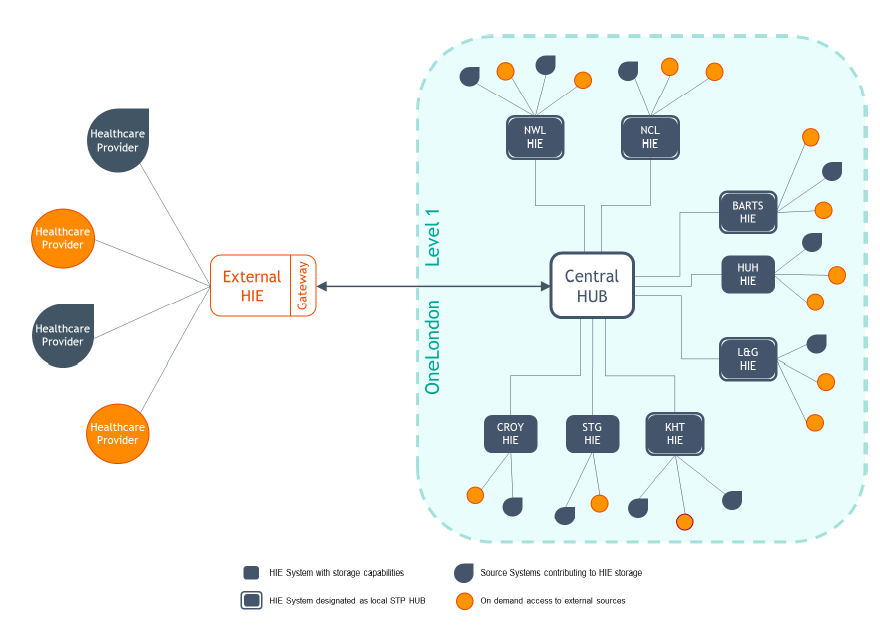 Healthcare
Provider
Healthcare
Provider
Healthcare
Provider
Healthcare
Provider
External
HIE
Gateway
Level 1
OneLondon
Central
HUB
NWL
HIE
NCL
HIE
BARTS
HIE
HUH
HIE
L&G
HIE
CROY
HIE
STG
HIE
KHT
HIE
HIE System with storage capabilities
Source Systems contributing to HIE storage
HIE System designated as local STP HUB
On demand access to external sources